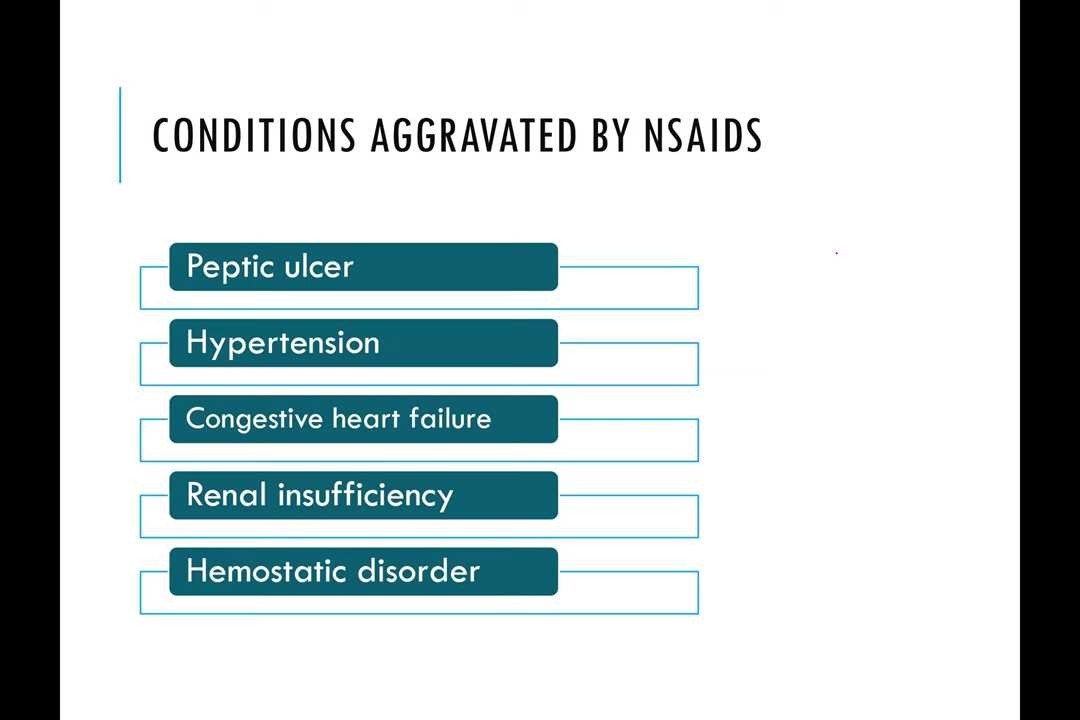 CONDITIONS AGGRAVATED BY NSAIDS
Peptic ulcer
Hypertension
Congestive heart failure
Renal insufficiency
Hemostatic disorder